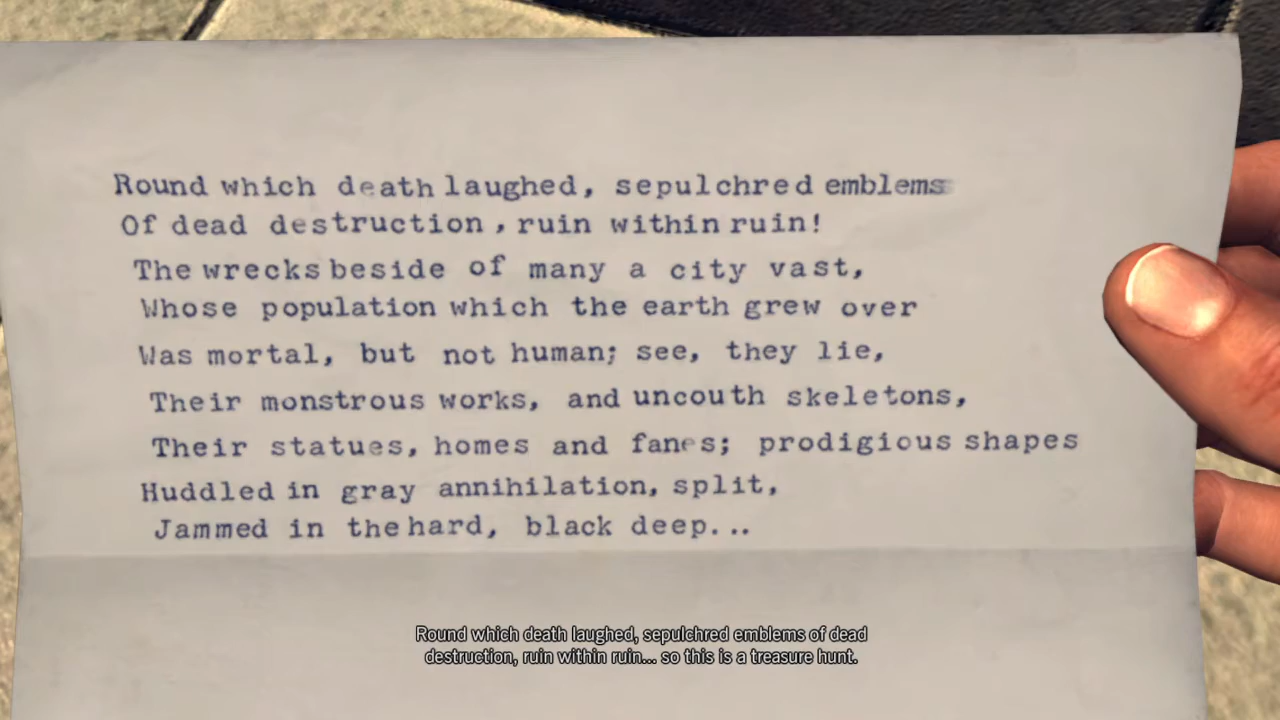 Round which death laughed, sepulchred emblems
Of dead destruction, ruin within ruin!
The wrecks beside of many a city vast,
Whose population which the earth grew over
Was mortal, but not human; see, they lie,
Their monstrous works, and uncouth skeletons,
Their statues, homes and fanes; prodigious shapes
Huddled in gray annihilation, split,
Jammed in the hard, black deep...
Round which death laughed, sepulchred emblems of dead
destruction, ruin within ruin... so this is a treasure hunt.